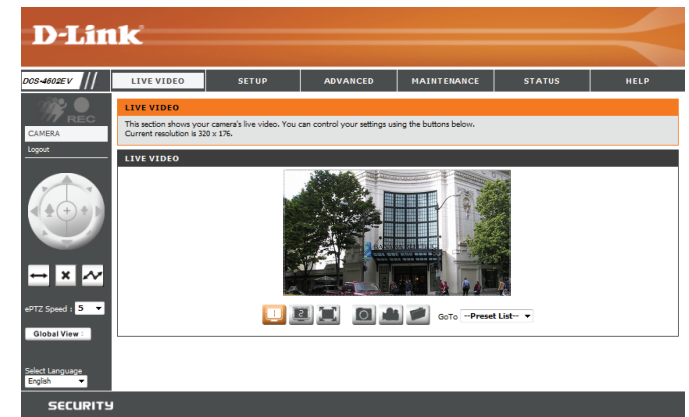 D-Link
DCS-4602EV
LIVE VIDEO
SETUP
ADVANCED
MAINTENANCE
STATUS
HELP
REC
CAMERA
Logout
ePTZ Speed : 5
Global View :
Select Language
English
LIVE VIDEO
This section shows your camera's live video. You can control your settings using the buttons below.
Current resolution is 320 x 176.
LIVE VIDEO
1
2
GoTo --Preset List--
SECURITY